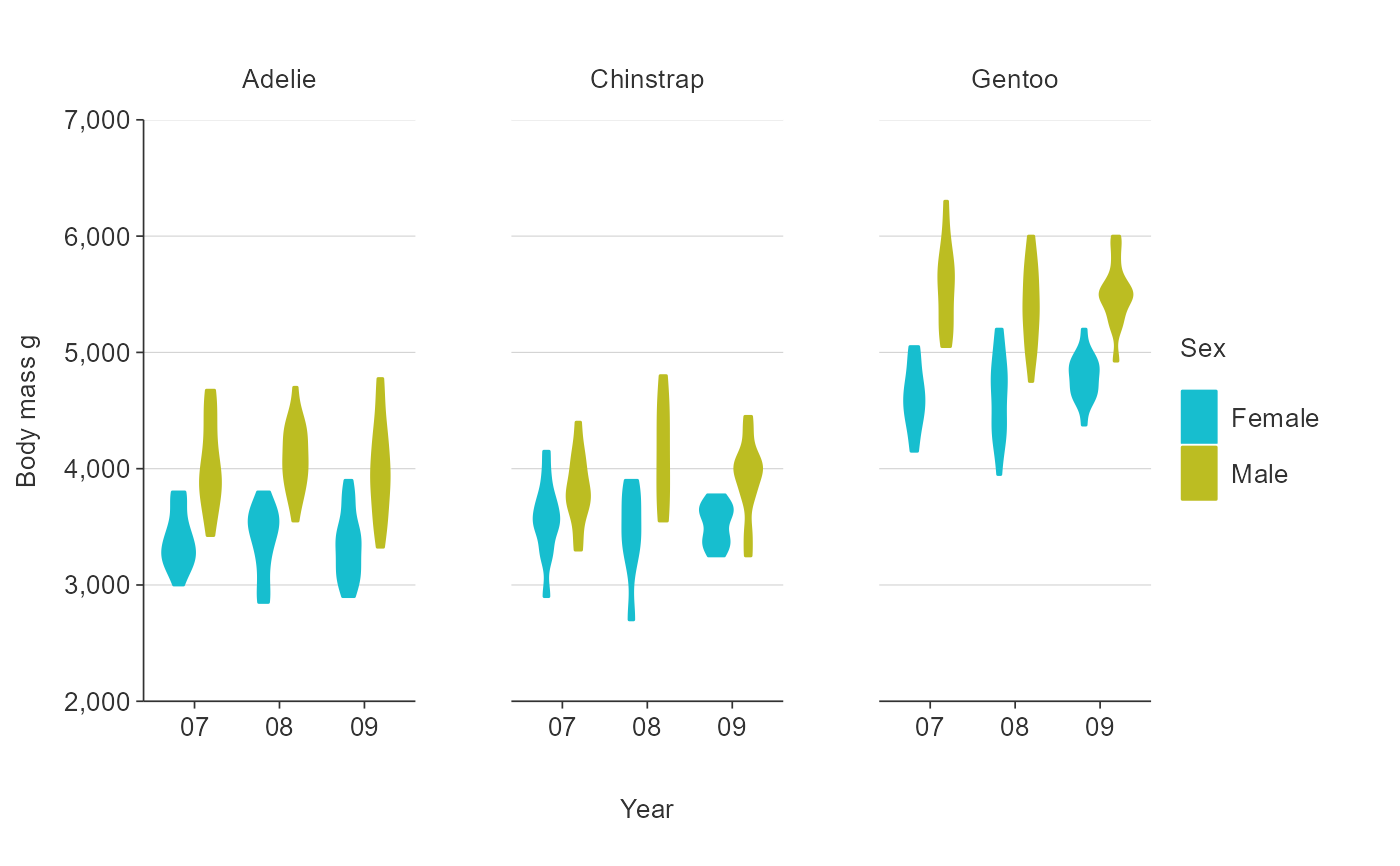 Adelie Chinstrap Gentoo
7,000
6,000
5,000
4,000
3,000
2,000
Body mass g
07 08 09 07 08 09 07 08 09
Year
Sex
Female
Male